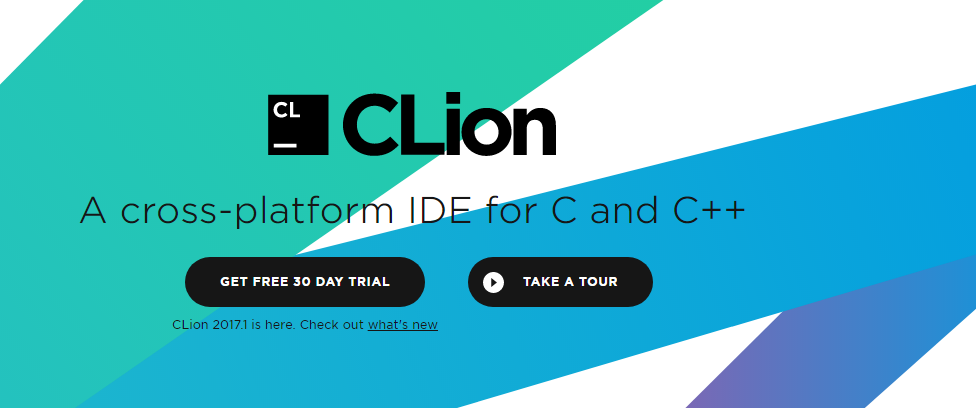 CL
CLion
A cross-platform IDE for C and C++
GET FREE 30 DAY TRIAL
TAKE A TOUR
CLion 2017.1 is here. Check out what's new